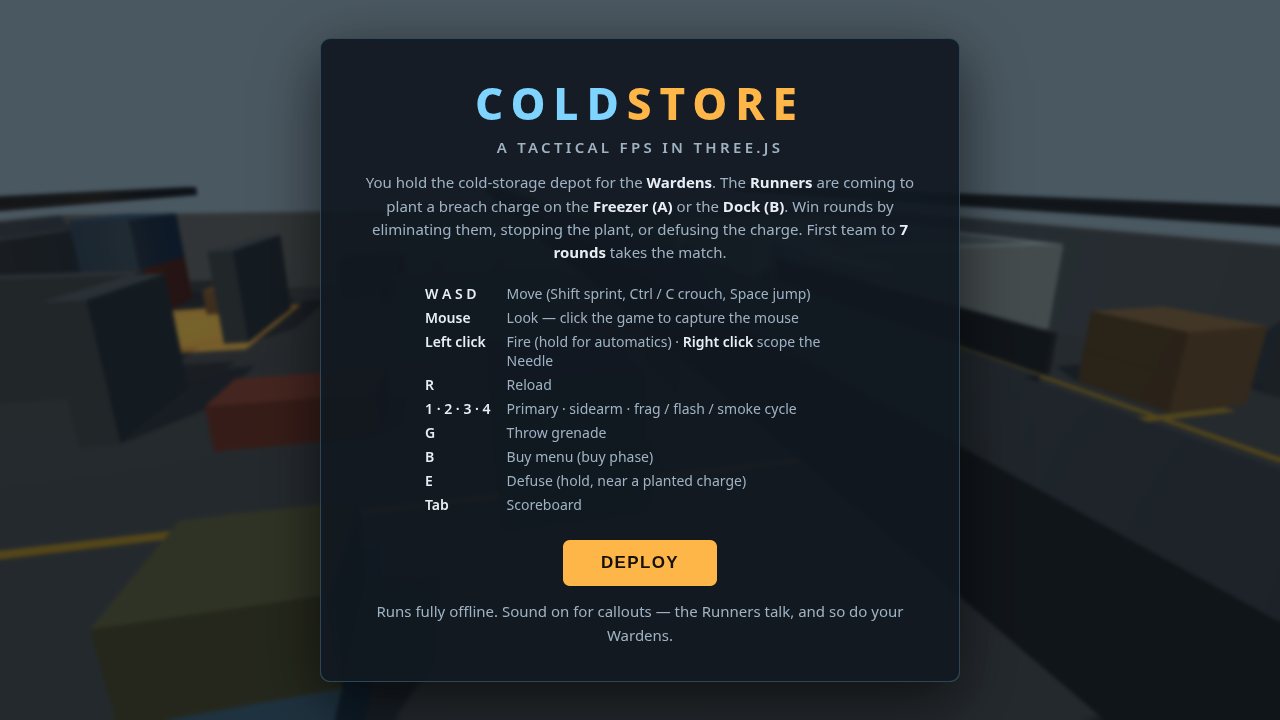 COLDSTORE
A TACTICAL FPS IN THREE.JS
You hold the cold-storage depot for the Wardens. The Runners are coming to
plant a breach charge on the Freezer (A) or the Dock (B). Win rounds by
eliminating them, stopping the plant, or defusing the charge. First team to 7
rounds takes the match.
W A S D Move (Shift sprint, Ctrl / C crouch, Space jump)
Mouse Look — click the game to capture the mouse
Left click Fire (hold for automatics) · Right click scope the
Needle
R Reload
1 · 2 · 3 · 4 Primary · sidearm · frag / flash / smoke cycle
G Throw grenade
B Buy menu (buy phase)
E Defuse (hold, near a planted charge)
Tab Scoreboard
DEPLOY
Runs fully offline. Sound on for callouts — the Runners talk, and so do your
Wardens.